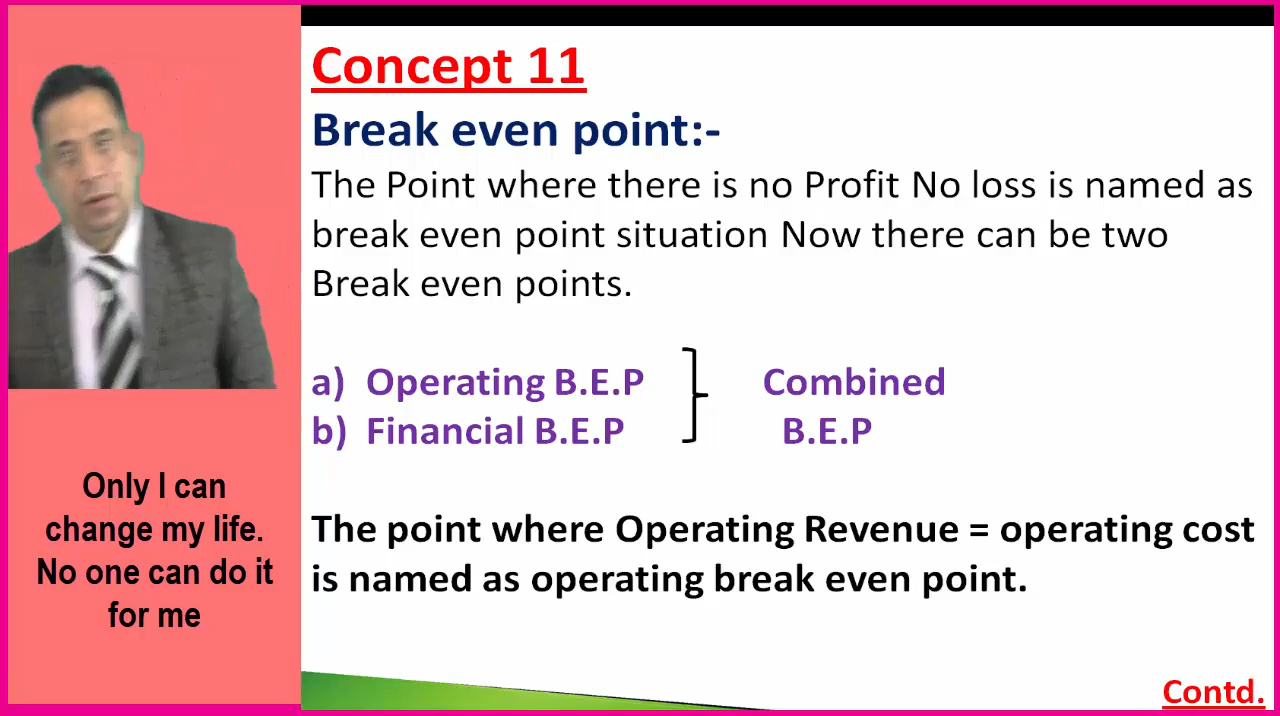 Concept 11
Break even point:-
The Point where there is no Profit No loss is named as
break even point situation Now there can be two
Break even points.
a) Operating B.E.P
b) Financial B.E.P
Combined
B.E.P
The point where Operating Revenue = operating cost
is named as operating break even point.
Contd.
Only I can
change my life.
No one can do it
for me